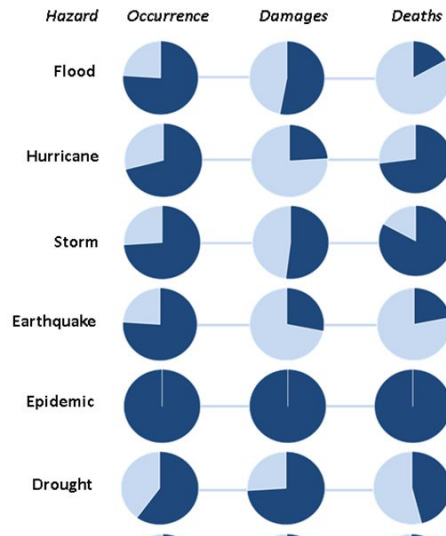 Hazard Occurrence Damages Deaths
Flood
Hurricane
Storm
Earthquake
Epidemic
Drought